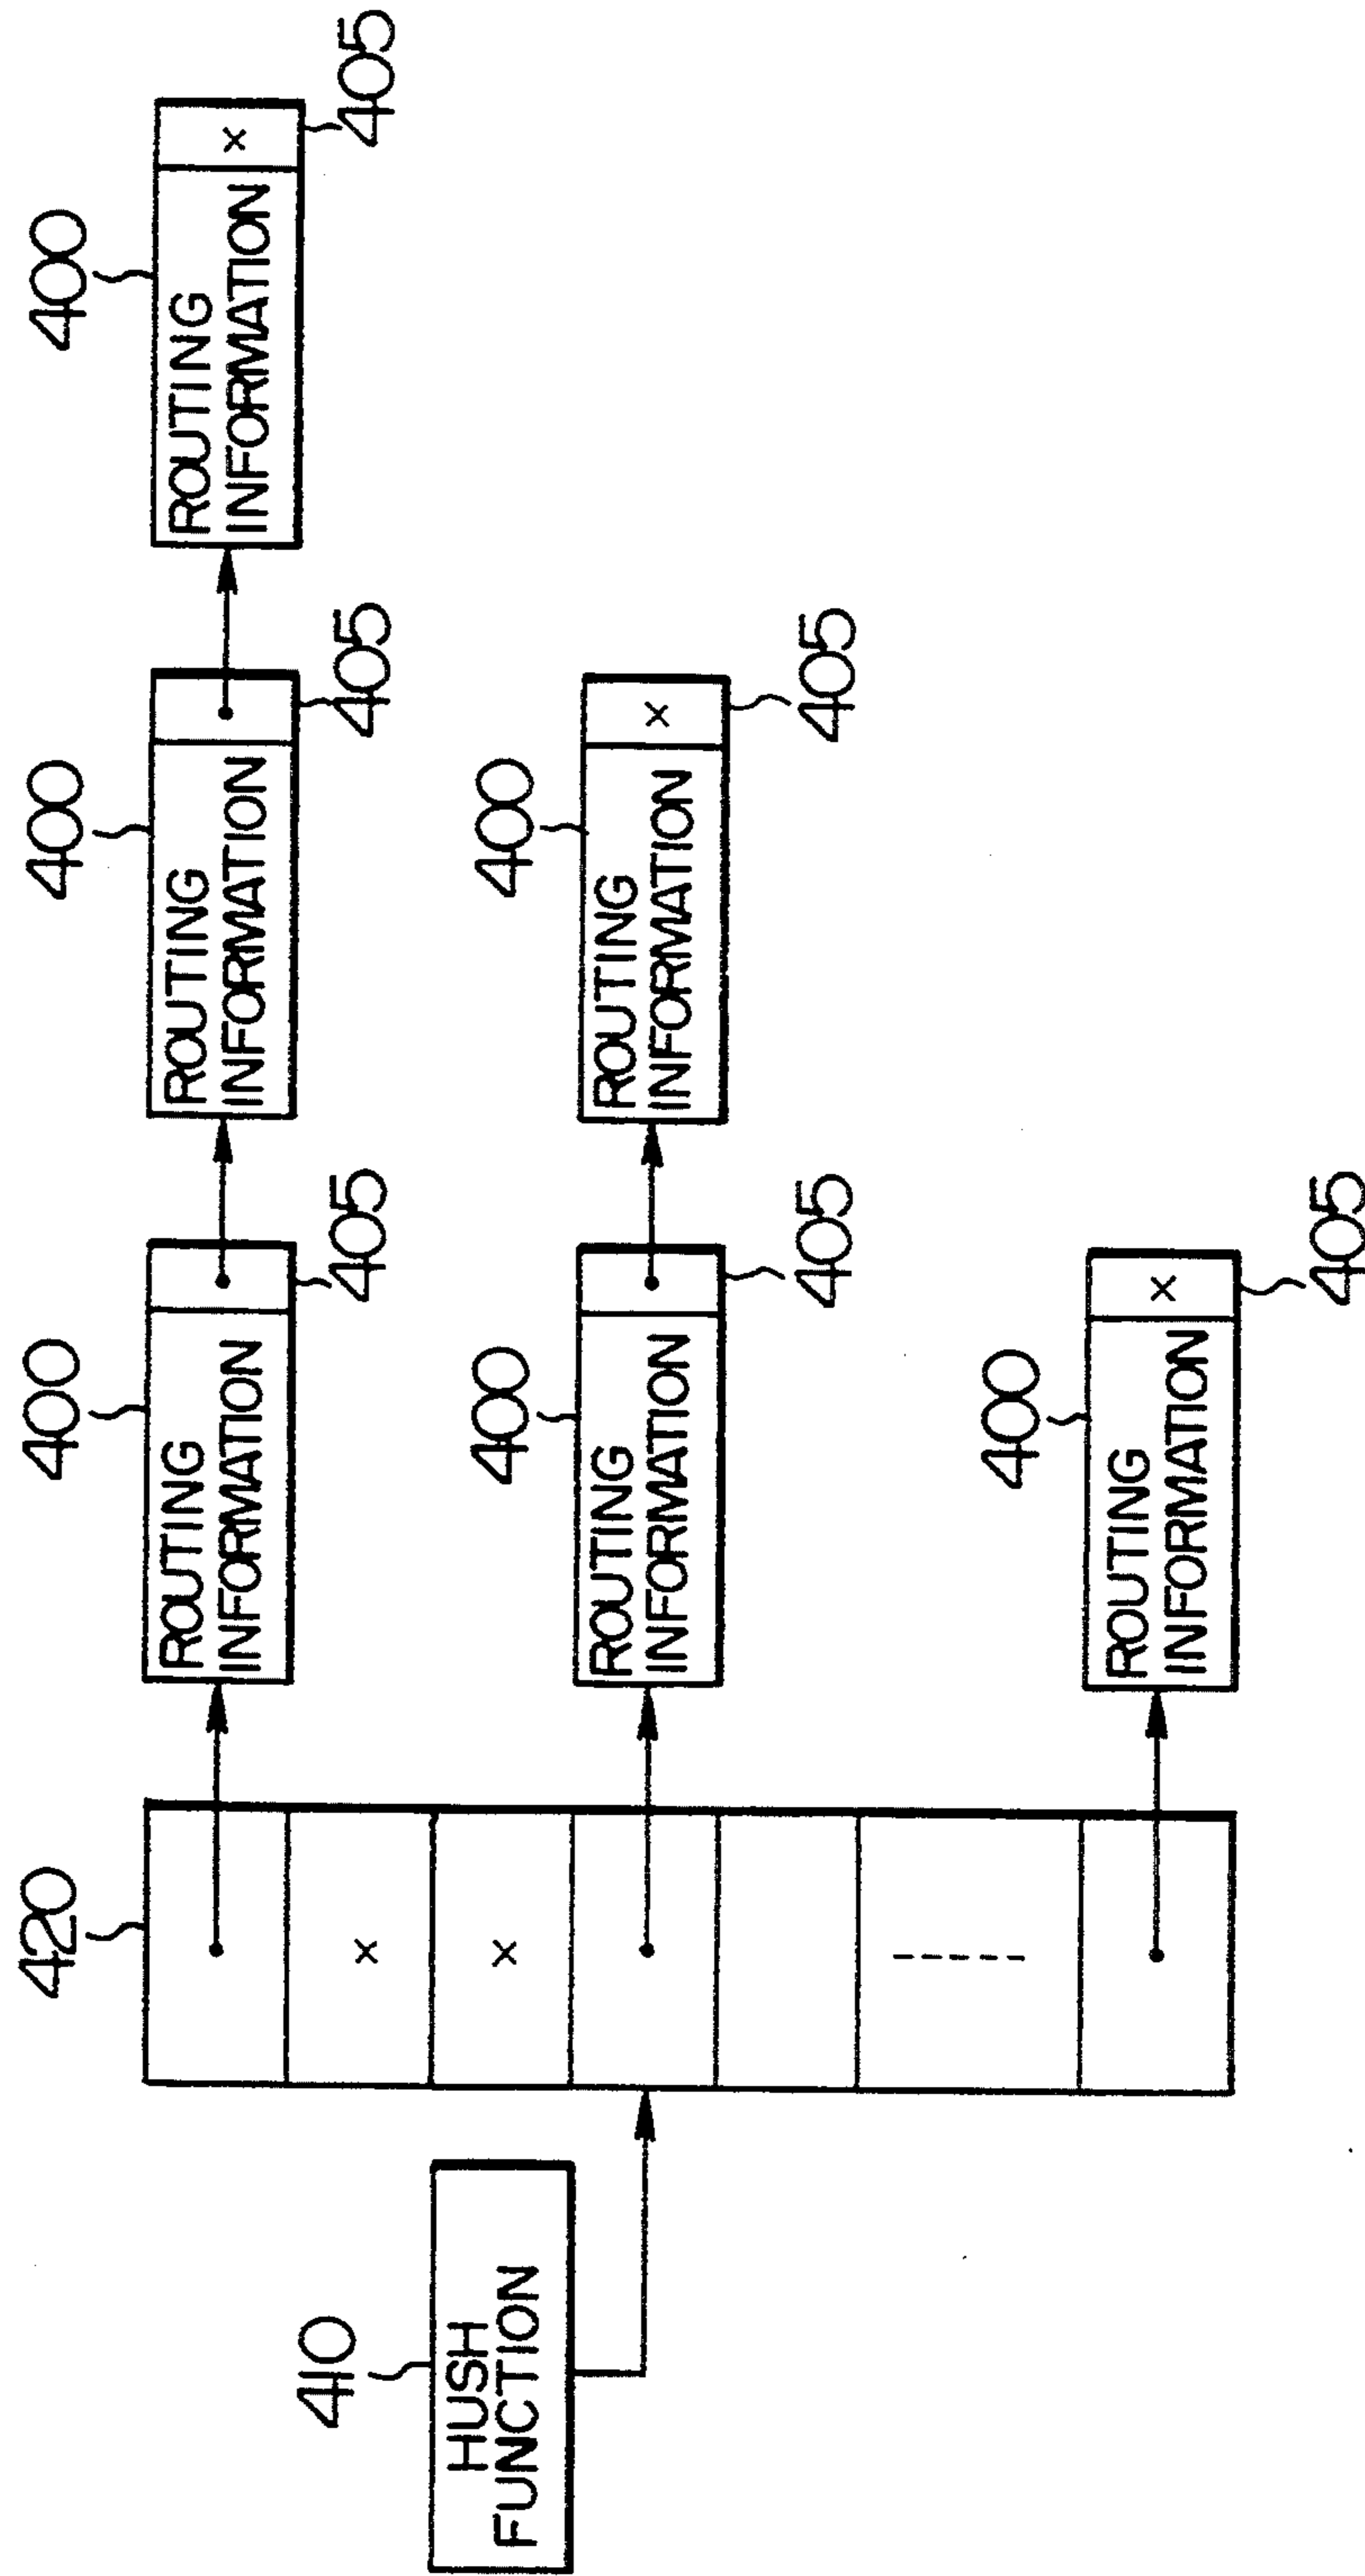 400
400
400
420
ROUTING
INFORMATION
ROUTING
INFORMATION
ROUTING
INFORMATION
×
405
405
405
410
400
400
HUSH
FUNCTION
×
×
ROUTING
INFORMATION
ROUTING
INFORMATION
×
405
405
400
ROUTING
INFORMATION
×
405